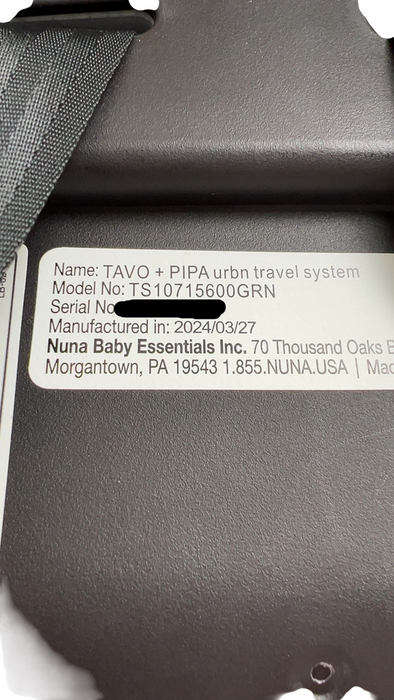 Name: TAVO + PIPA urbn travel system
Model No: TS10715600GRN
Serial No
Manufactured in: 2024/03/27
Nuna Baby Essentials Inc. 70 Thousand Oaks B
Morgantown, PA 19543 1.855.NUNA.USA | Mad